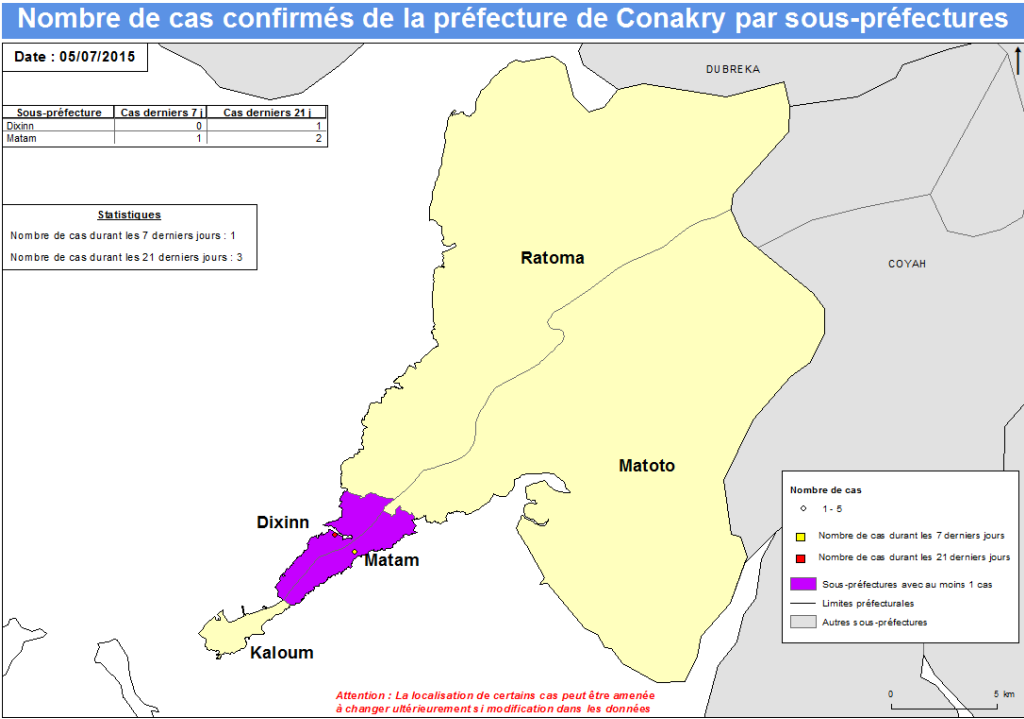 Nombre de cas confirmés de la préfecture de Conakry par sous-préfectures
Date : 05/07/2015
DUBREKA
Sous-préfecture Cas derniers 7 j Cas derniers 21 j
Dixinn 0 1
Matam 1 2
Statistiques
Nombre de cas durant les 7 derniers jours : 1
Nombre de cas durant les 21 derniers jours : 3
Ratoma
COYAH
Matoto
Dixinn
Matam
Kaloum
Nombre de cas
1 - 5
Nombre de cas durant les 7 derniers jours
Nombre de cas durant les 21 derniers jours
Sous-préfectures avec au moins 1 cas
Limites préfecturales
Autres sous-préfectures
Attention : La localisation de certains cas peut être amenée
à changer ultérieurement si modification dans les données
0 5 km